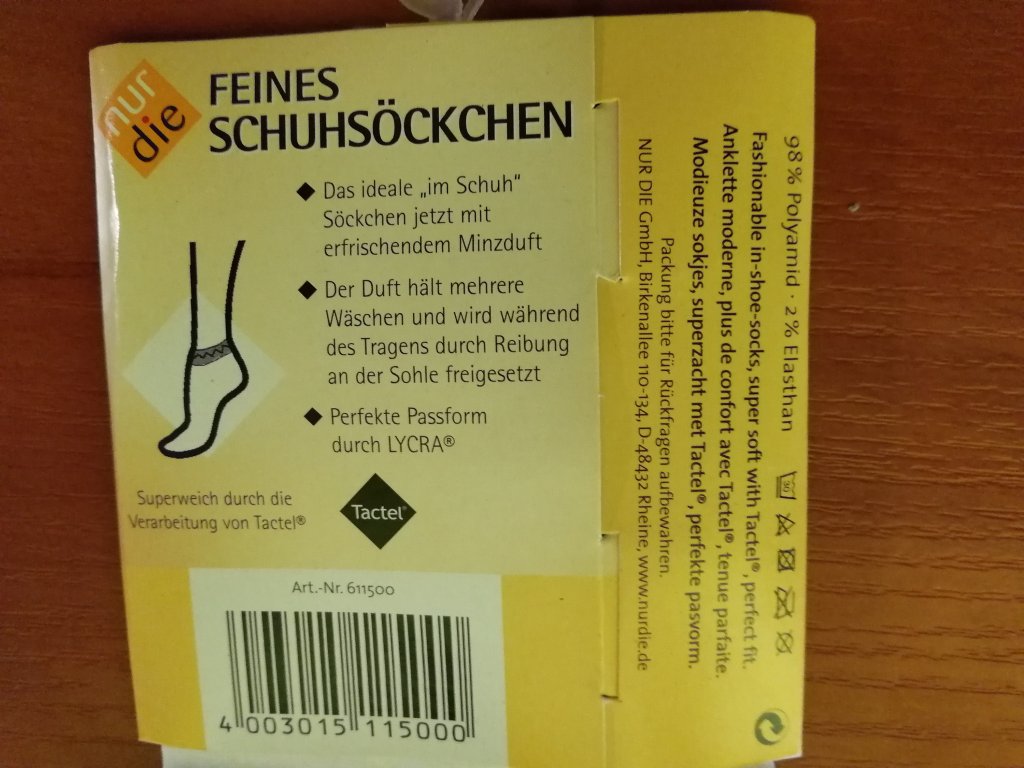 nur
die
FEINES
SCHUHSÖCKCHEN
◆ Das ideale „im Schuh“
Söckchen jetzt mit
erfrischendem Minzduft
◆ Der Duft hält mehrere
Wäschen und wird während
des Tragens durch Reibung
an der Sohle freigesetzt
◆ Perfekte Passform
durch LYCRA®
Superweich durch die
Verarbeitung von Tactel®
Tactel®
Art.-Nr. 611500
4 003015 115000
98% Polyamid · 2% Elasthan
30
Fashionable in-shoe-socks, super soft with Tactel®, perfect fit.
Anklette moderne, plus de confort avec Tactel®, tenue parfaite.
Modieuze sokjes, superzacht met Tactel®, perfekte pasvorm.
Packung bitte für Rückfragen aufbewahren.
NUR DIE GmbH, Birkenallee 110-134, D-48432 Rheine, www.nurdie.de